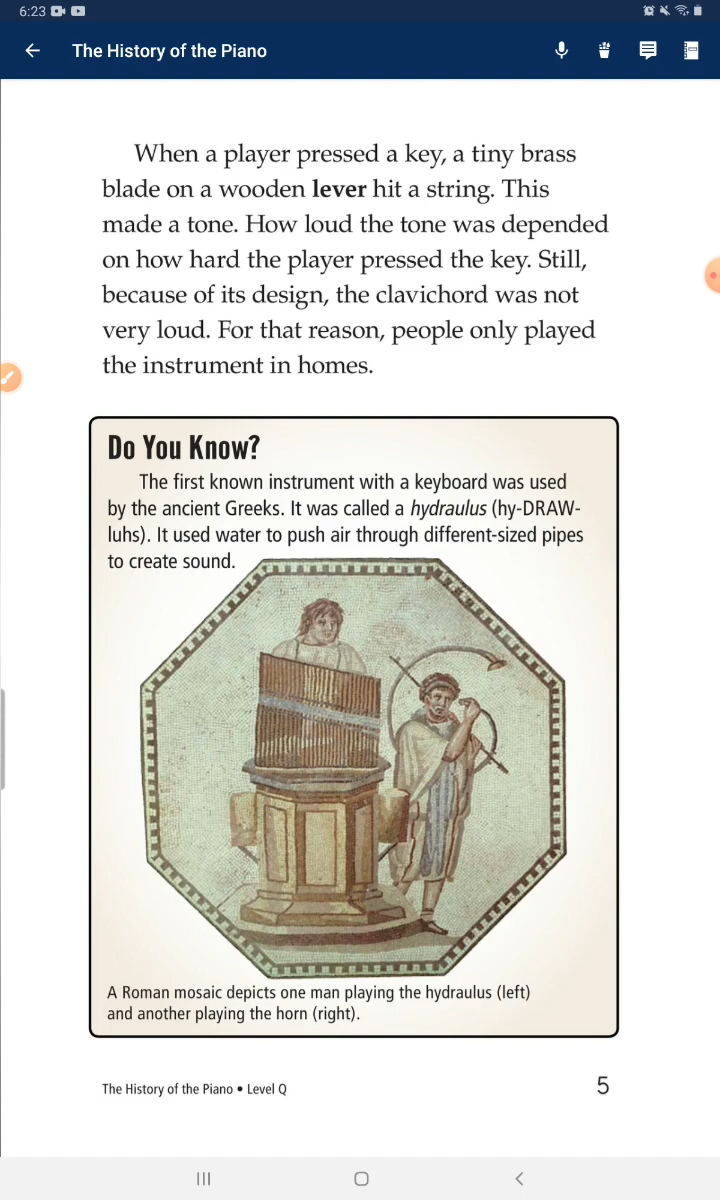 6:23
The History of the Piano
When a player pressed a key, a tiny brass
blade on a wooden lever hit a string. This
made a tone. How loud the tone was depended
on how hard the player pressed the key. Still,
because of its design, the clavichord was not
very loud. For that reason, people only played
the instrument in homes.
Do You Know?
The first known instrument with a keyboard was used
by the ancient Greeks. It was called a hydraulus (hy-DRAW-
luhs). It used water to push air through different-sized pipes
to create sound.
A Roman mosaic depicts one man playing the hydraulus (left)
and another playing the horn (right).
The History of the Piano • Level Q
5